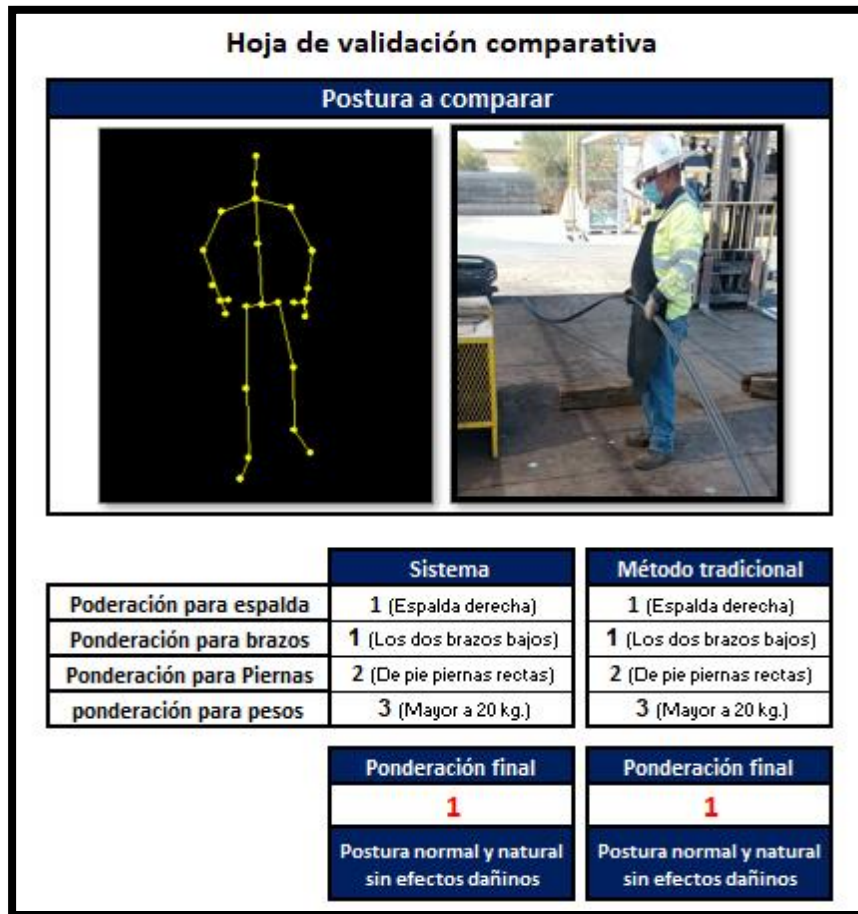 Hoja de validación comparativa
Postura a comparar
Sistema
Método tradicional
Poderación para espalda
1 (Espalda derecha)
1 (Espalda derecha)
Ponderación para brazos
1 (Los dos brazos bajos)
1 (Los dos brazos bajos)
Ponderación para Piernas
2 (De pie piernas rectas)
2 (De pie piernas rectas)
ponderación para pesos
3 (Mayor a 20 kg.)
3 (Mayor a 20 kg.)
Ponderación final
Ponderación final
1
1
Postura normal y natural
sin efectos dañinos
Postura normal y natural
sin efectos dañinos